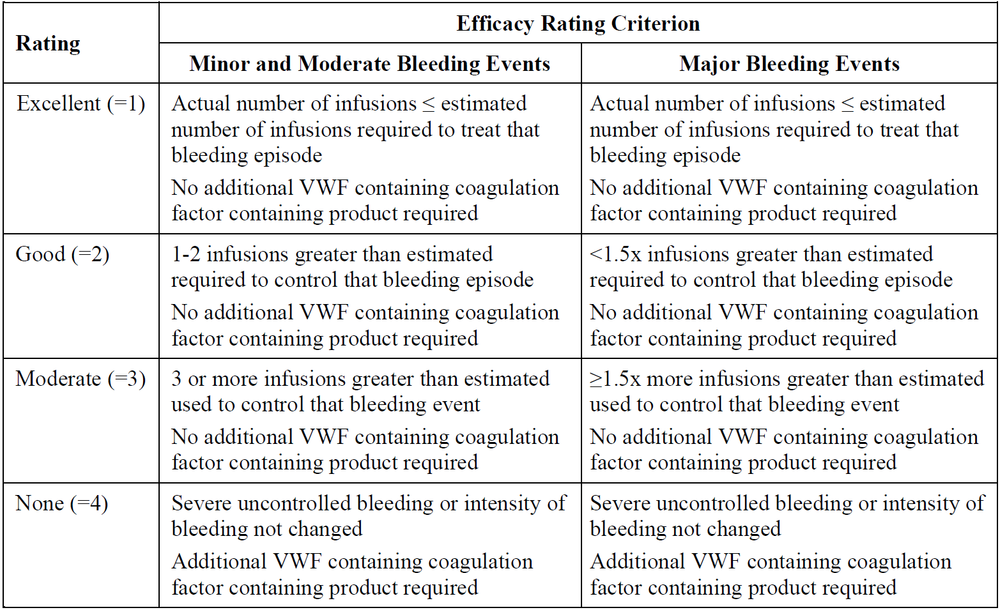 Rating
Efficacy Rating Criterion
Minor and Moderate Bleeding Events
Major Bleeding Events
Excellent (=1)
Actual number of infusions ≤ estimated
number of infusions required to treat that
bleeding episode
No additional VWF containing coagulation
factor containing product required
Actual number of infusions ≤ estimated
number of infusions required to treat that
bleeding episode
No additional VWF containing coagulation
factor containing product required
Good (=2)
1-2 infusions greater than estimated
required to control that bleeding episode
No additional VWF containing coagulation
factor containing product required
<1.5x infusions greater than estimated
required to control that bleeding episode
No additional VWF containing coagulation
factor containing product required
Moderate (=3)
3 or more infusions greater than estimated
used to control that bleeding event
No additional VWF containing coagulation
factor containing product required
≥1.5x more infusions greater than estimated
used to control that bleeding event
No additional VWF containing coagulation
factor containing product required
None (=4)
Severe uncontrolled bleeding or intensity of
bleeding not changed
Additional VWF containing coagulation
factor containing product required
Severe uncontrolled bleeding or intensity of
bleeding not changed
Additional VWF containing coagulation
factor containing product required